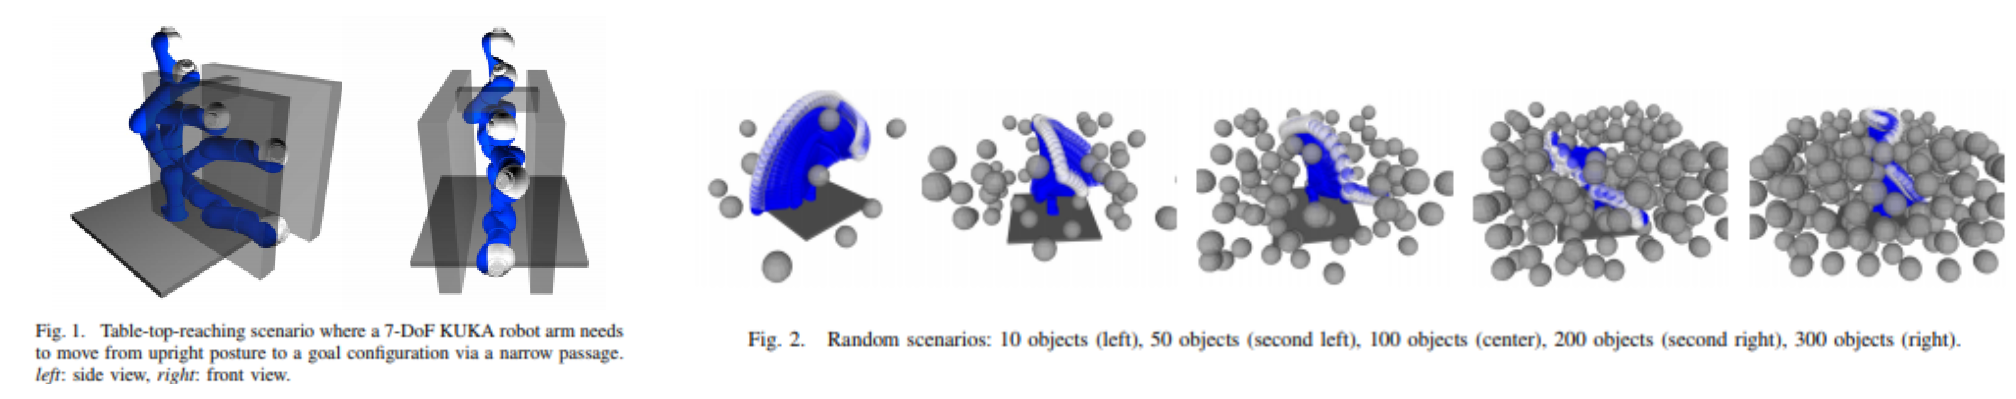 Fig. 1. Table-top-reaching scenario where a 7-DoF KUKA robot arm needs
to move from upright posture to a goal configuration via a narrow passage.
left: side view, right: front view.
Fig. 2. Random scenarios: 10 objects (left), 50 objects (second left), 100 objects (center), 200 objects (second right), 300 objects (right).